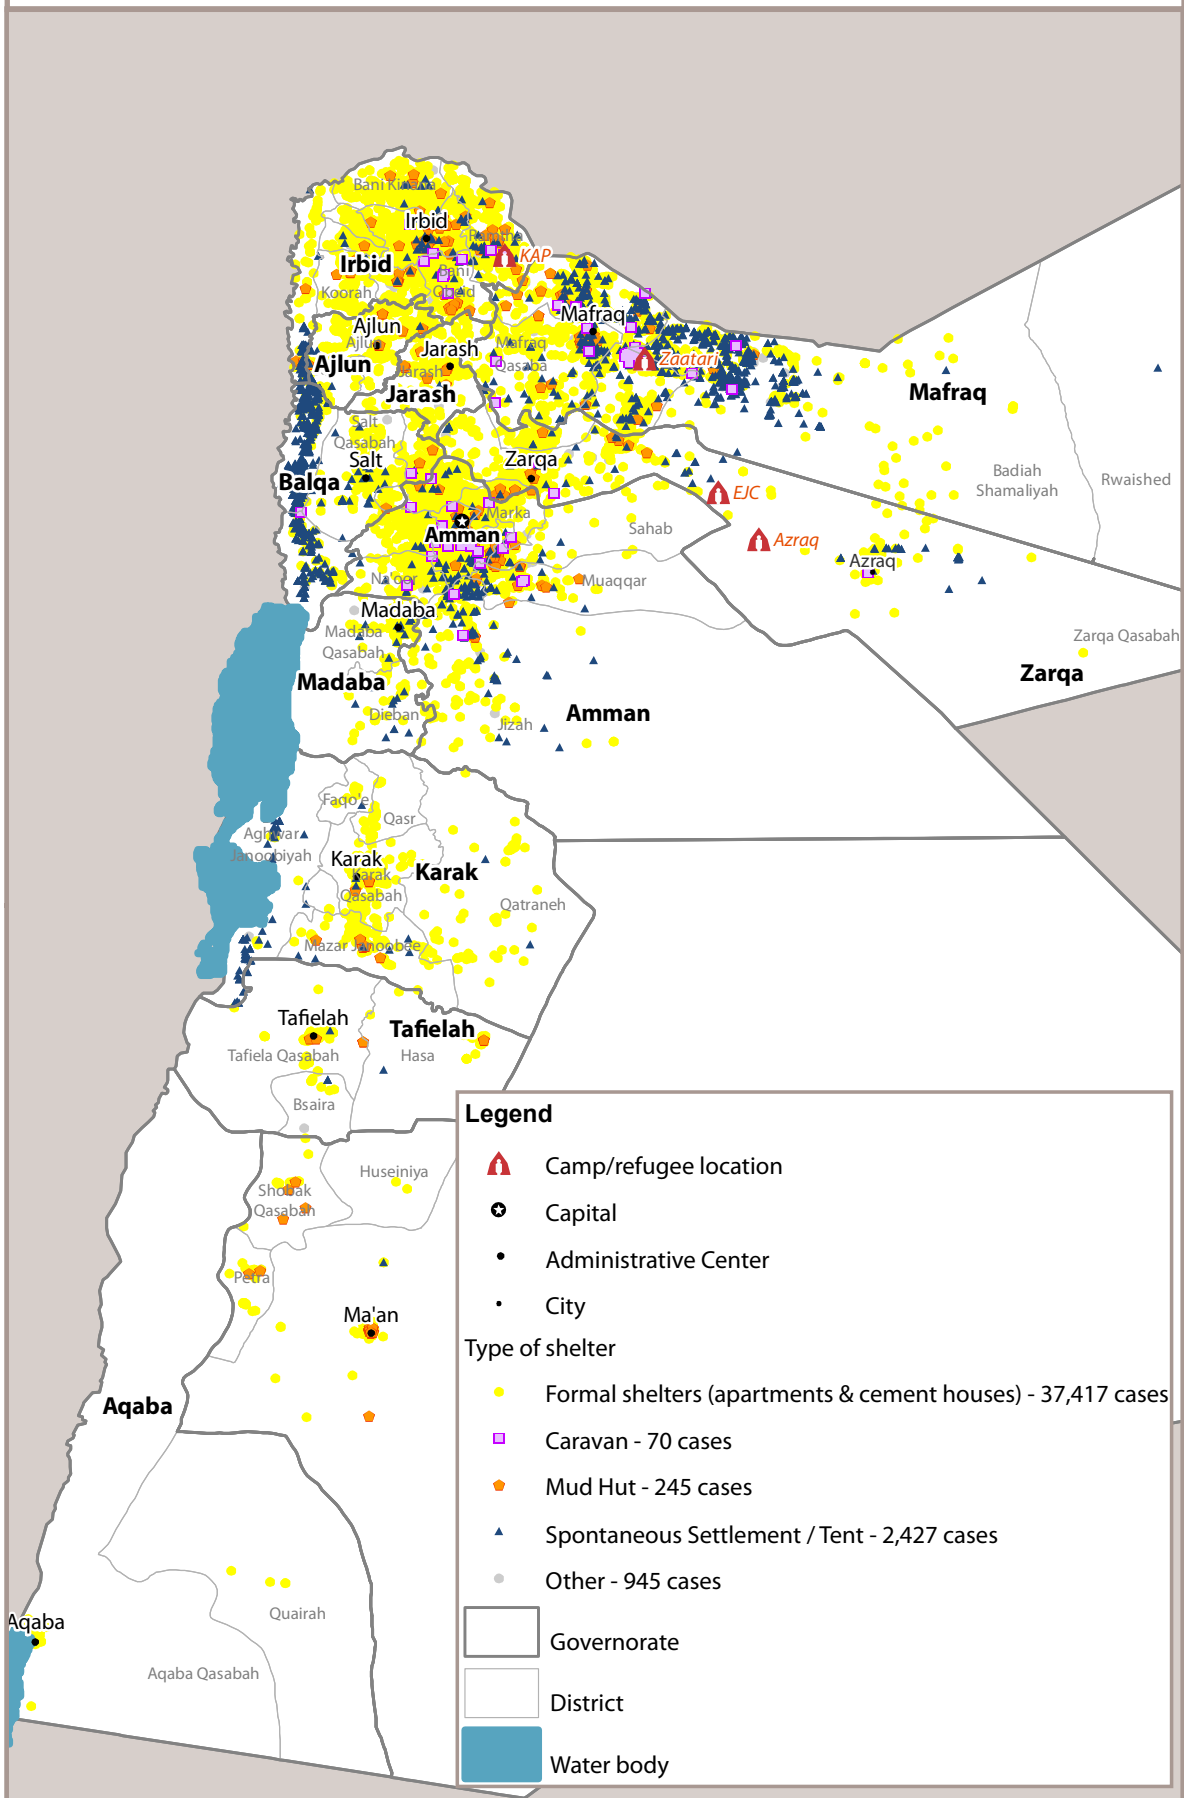 Bani Kinana
Irbid
Ramtha
KAP
Irbid
Bani
Obeid
Koorah
Mafraq
Ajlun
Ajlun
Jarash
Mafraq
Qasaba
Zaatari
Ajlun
Jarash
Jarash
Mafraq
Salt
Qasabah
Salt
Zarqa
Badiah
Shamaliyah
Rwaished
Balqa
EJC
Marka
Sahab
Amman
Azraq
Azraq
Na'oor
Muaqqar
Madaba
Madaba
Qasabah
Zarqa Qasabah
Zarqa
Madaba
Dieban
Jizah
Amman
Faqo'e
Qasr
Aghwar
Janoobiyah
Karak
Karak
Karak
Qasabah
Qatraneh
Mazar Janoobee
Tafielah
Tafielah
Tafiela Qasabah
Hasa
Bsaira
Huseiniya
Shobak
Qasabah
Petra
Ma'an
Aqaba
Quairah
Aqaba
Aqaba Qasabah
Legend
Camp/refugee location
Capital
Administrative Center
City
Type of shelter
Formal shelters (apartments & cement houses) - 37,417 cases
Caravan - 70 cases
Mud Hut - 245 cases
Spontaneous Settlement / Tent - 2,427 cases
Other - 945 cases
Governorate
District
Water body